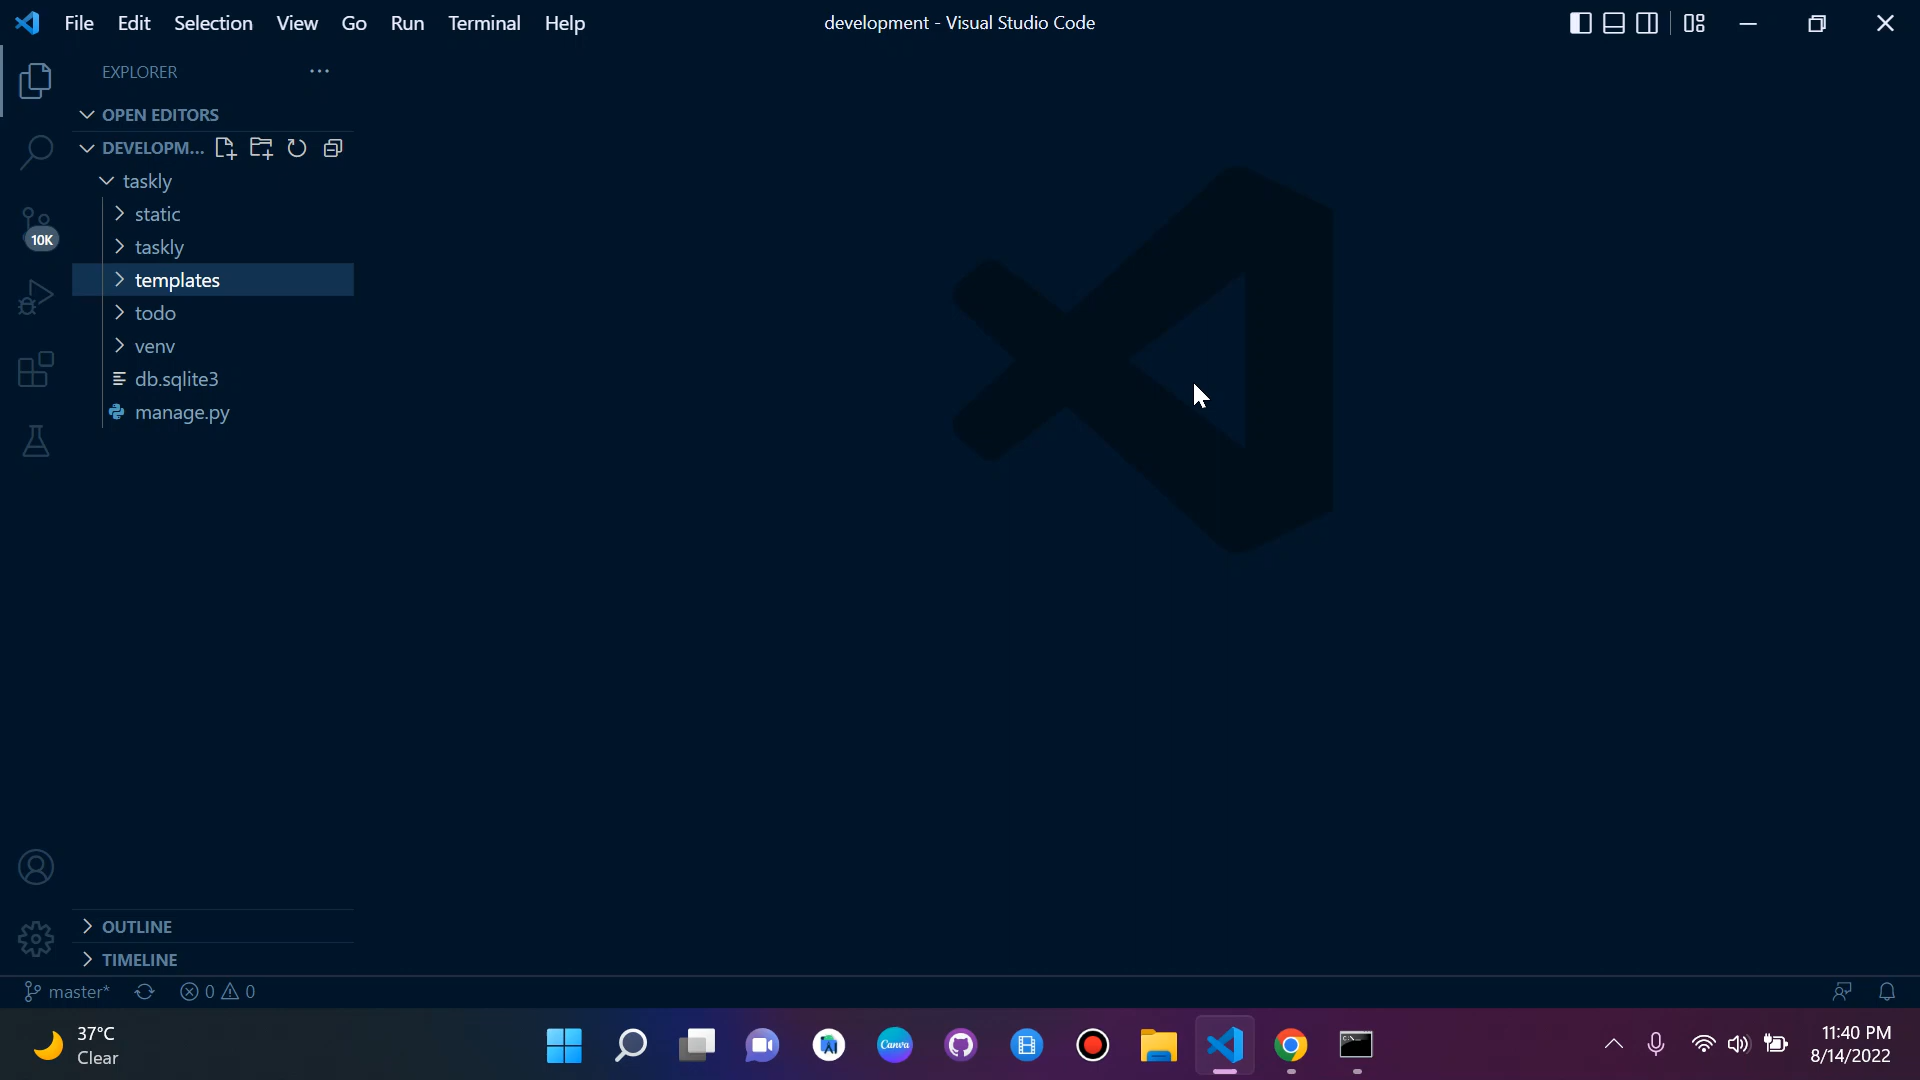 File Edit Selection View Go Run Terminal Help
development - Visual Studio Code
EXPLORER
OPEN EDITORS
DEVELOPM...
taskly
static
taskly
10K
templates
todo
venv
db.sqlite3
manage.py
OUTLINE
TIMELINE
master* 0 0
37°C
Clear
Canva
C:\
11:40 PM
8/14/2022